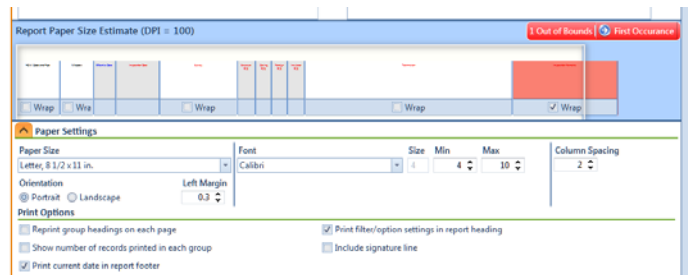 Report Paper Size Estimate (DPI = 100)
1 Out of Bounds First Occurance
Wrap Wra Wrap Wrap Wrap
Paper Settings
Paper Size Font Size Min Max Column Spacing
Letter, 8 1/2 x 11 in. Calibri 4 4 10 2
Orientation Left Margin
Portrait Landscape 0.3
Print Options
Reprint group headings on each page Print filter/option settings in report heading
Show number of records printed in each group Include signature line
Print current date in report footer